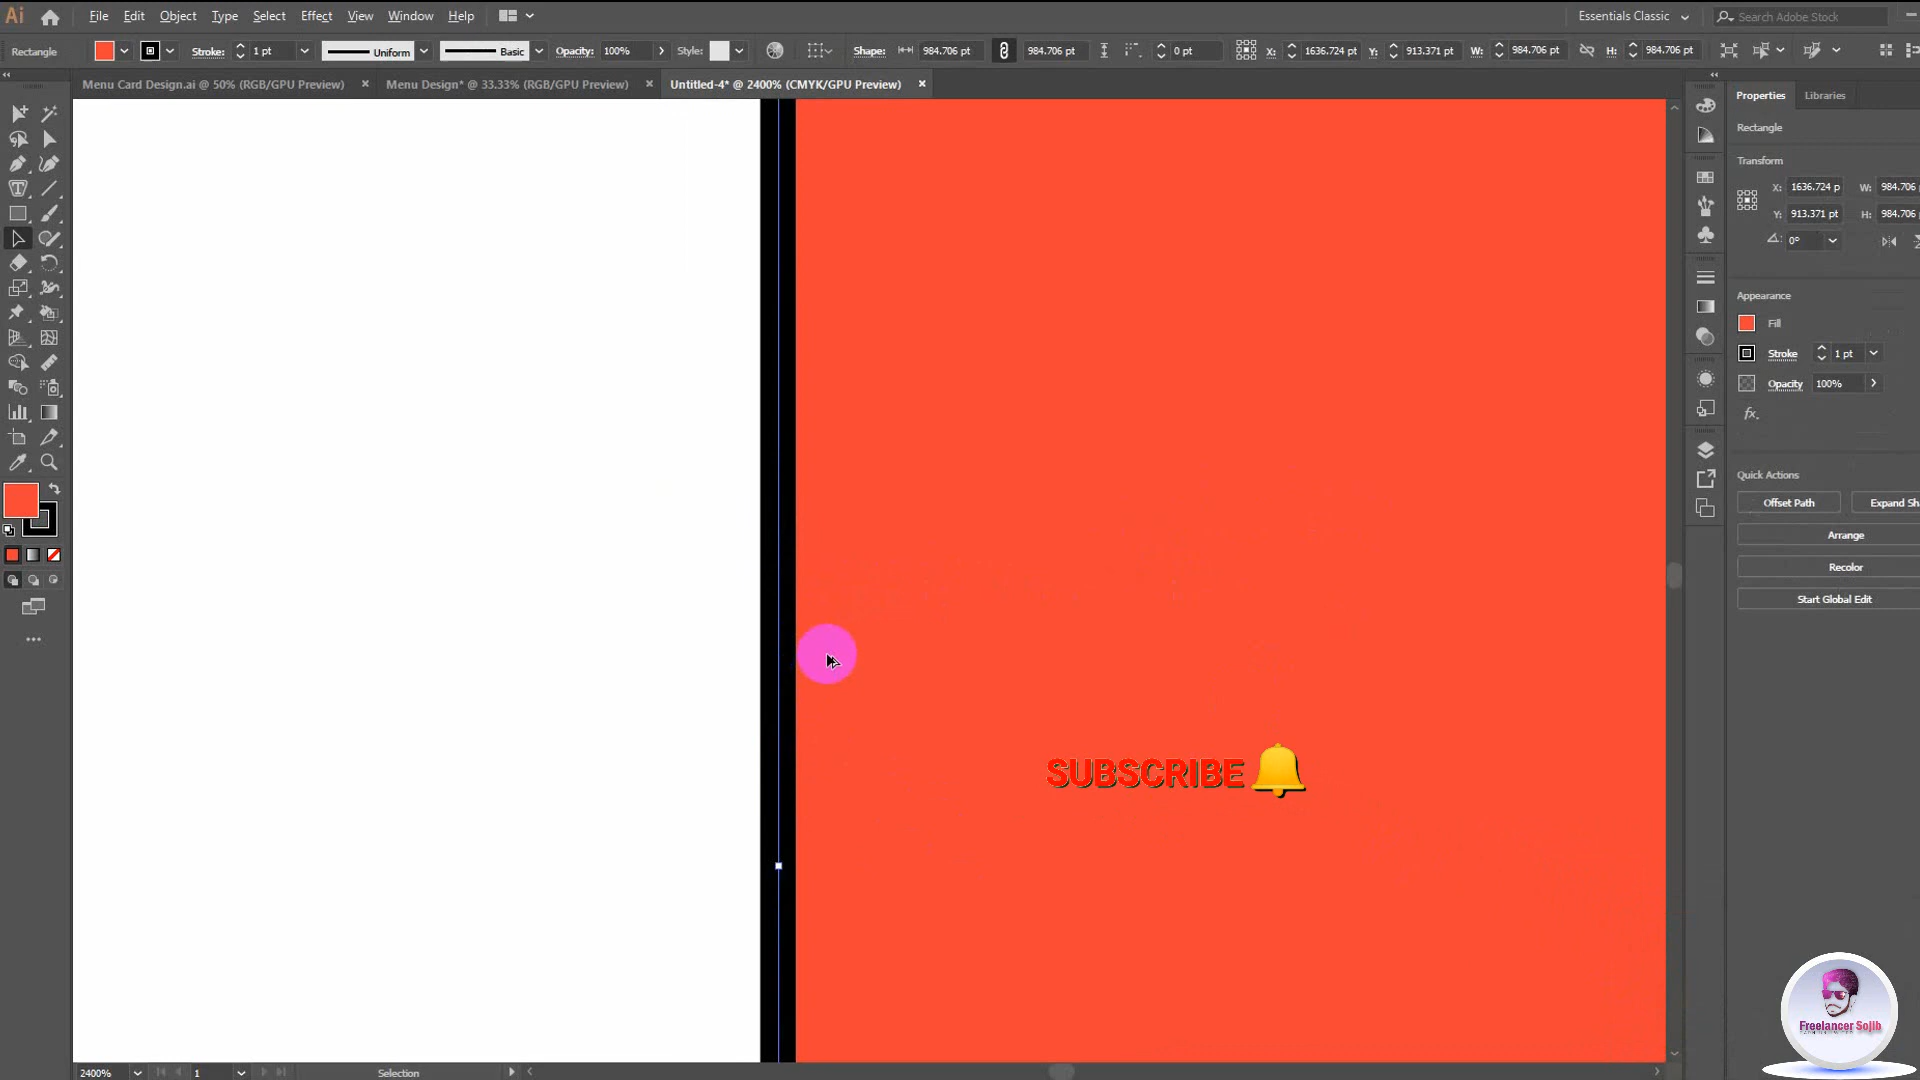 Ai File Edit Object Type Select Effect View Window Help Essentials Classic Search Adobe Stock
Rectangle Stroke: 1 pt Uniform Basic Opacity: 100% Style: Shape: 984.706 pt 984.706 pt 0 pt X: 1636.724 pt Y: 913.371 pt W: 984.706 pt H: 984.706 pt
Menu Card Design.ai @ 50% (RGB/GPU Preview) × Menu Design* @ 33.33% (RGB/GPU Preview) × Untitled-4* @ 2400% (CMYK/GPU Preview) ×
Properties Libraries
Rectangle
Transform
X: 1636.724 p W: 984.706
Y: 913.371 pt H: 984.706
0°
Appearance
Fill
Stroke 1 pt
Opacity 100%
fx.
Quick Actions
Offset Path Expand Sh
Arrange
Recolor
Start Global Edit
SUBSCRIBE
Freelancer Sojib
2400% 1 Selection